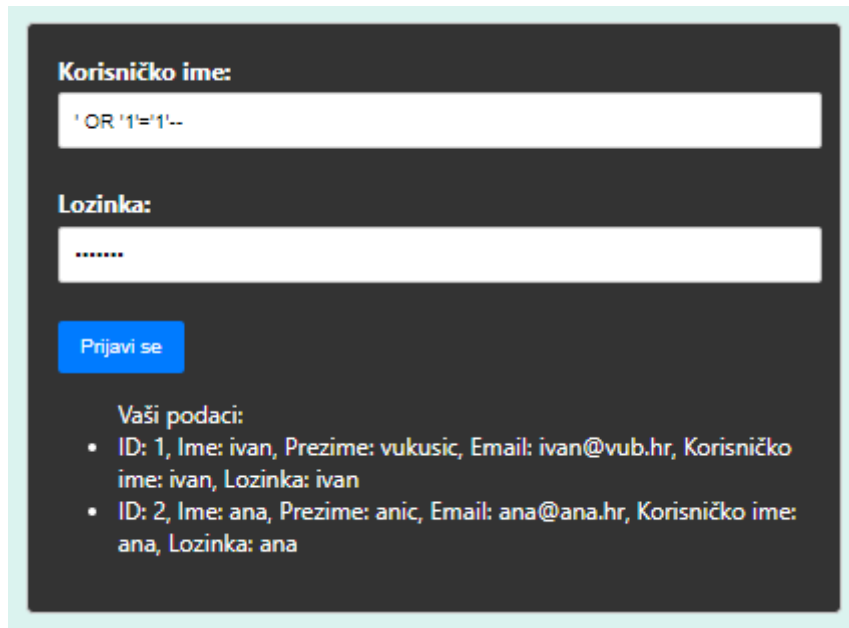 Korisničko ime:
' OR '1'='1'--
Lozinka:
•••••••
Prijavi se
Vaši podaci:
• ID: 1, Ime: ivan, Prezime: vukusic, Email: ivan@vub.hr, Korisničko
ime: ivan, Lozinka: ivan
• ID: 2, Ime: ana, Prezime: anic, Email: ana@ana.hr, Korisničko ime:
ana, Lozinka: ana